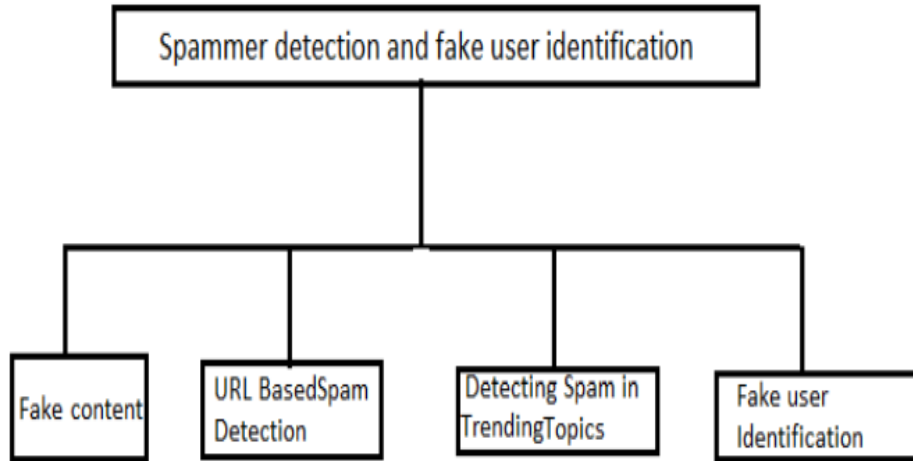 Spammer detection and fake user identification
Fake content
URL BasedSpam
Detection
Detecting Spam in
TrendingTopics
Fake user
Identification